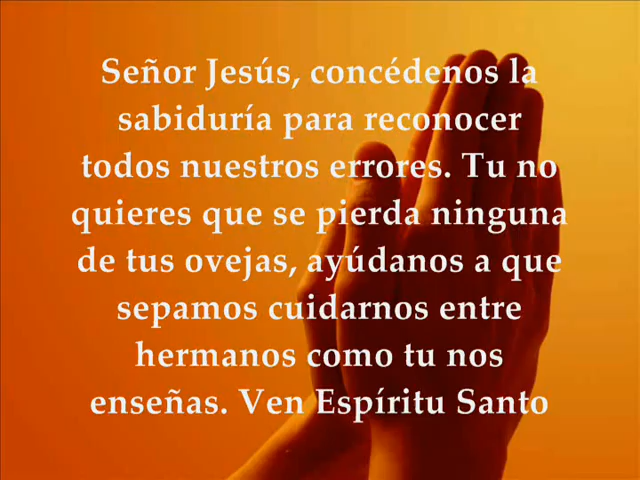 Señor Jesús, concédenos la
sabiduría para reconocer
todos nuestros errores. Tu no
quieres que se pierda ninguna
de tus ovejas, ayúdanos a que
sepamos cuidarnos entre
hermanos como tu nos
enseñas. Ven Espíritu Santo